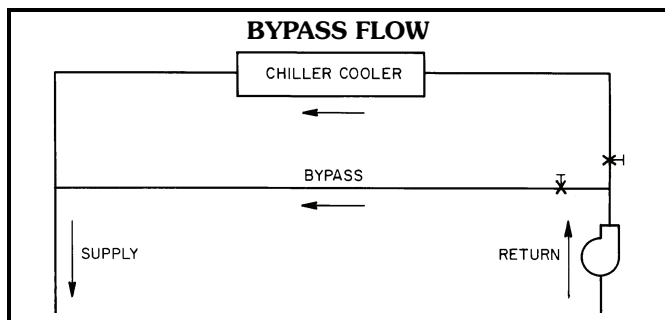 BYPASS FLOW
CHILLER COOLER
BYPASS
SUPPLY
RETURN